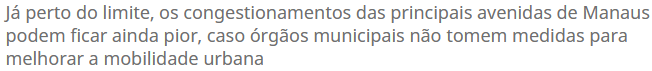 Já perto do limite, os congestionamentos das principais avenidas de Manaus
podem ficar ainda pior, caso órgãos municipais não tomem medidas para
melhorar a mobilidade urbana